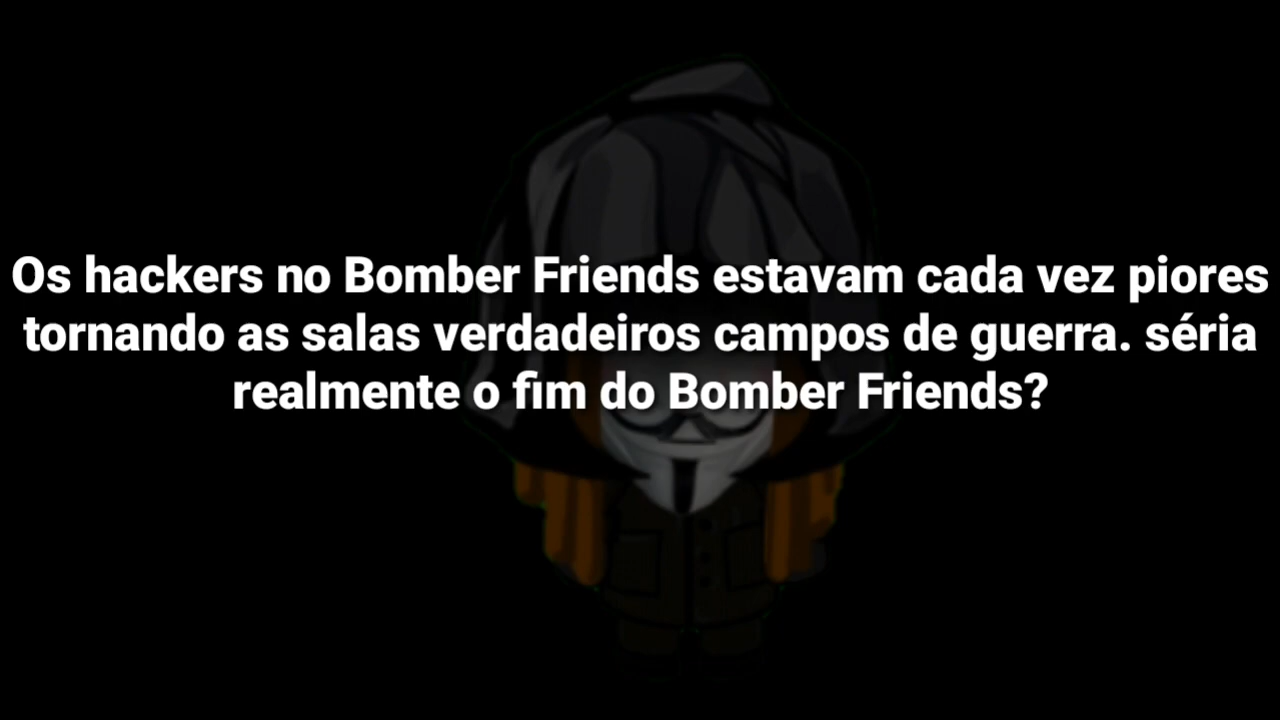 Os hackers no Bomber Friends estavam cada vez piores
tornando as salas verdadeiros campos de guerra. séria
realmente o fim do Bomber Friends?